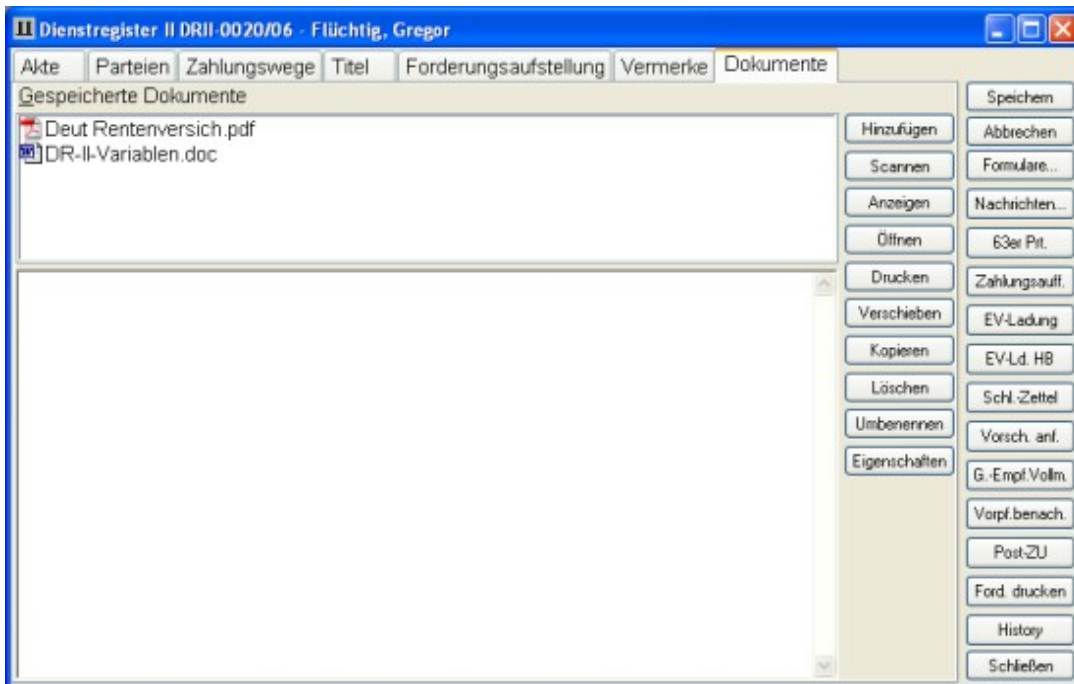 II Dienstregister II DRII-0020/06 - Flüchtig, Gregor
Akte Parteien Zahlungswege Titel Forderungsaufstellung Vermerke Dokumente
Gespeicherte Dokumente
Deut Rentenversich.pdf
DR-II-Variablen.doc
Hinzufügen
Scannen
Anzeigen
Öffnen
Drucken
Verschieben
Kopieren
Löschen
Umbenennen
Eigenschaften
Speichern
Abbrechen
Formulare...
Nachrichten...
63er Prt.
Zahlungsauff.
EV-Ladung
EV-Ld. HB
Schl.-Zettel
Vorsch. anf.
G.-Empf.Vollm.
Vorpf.benach.
Post-ZU
Ford. drucken
History
Schließen